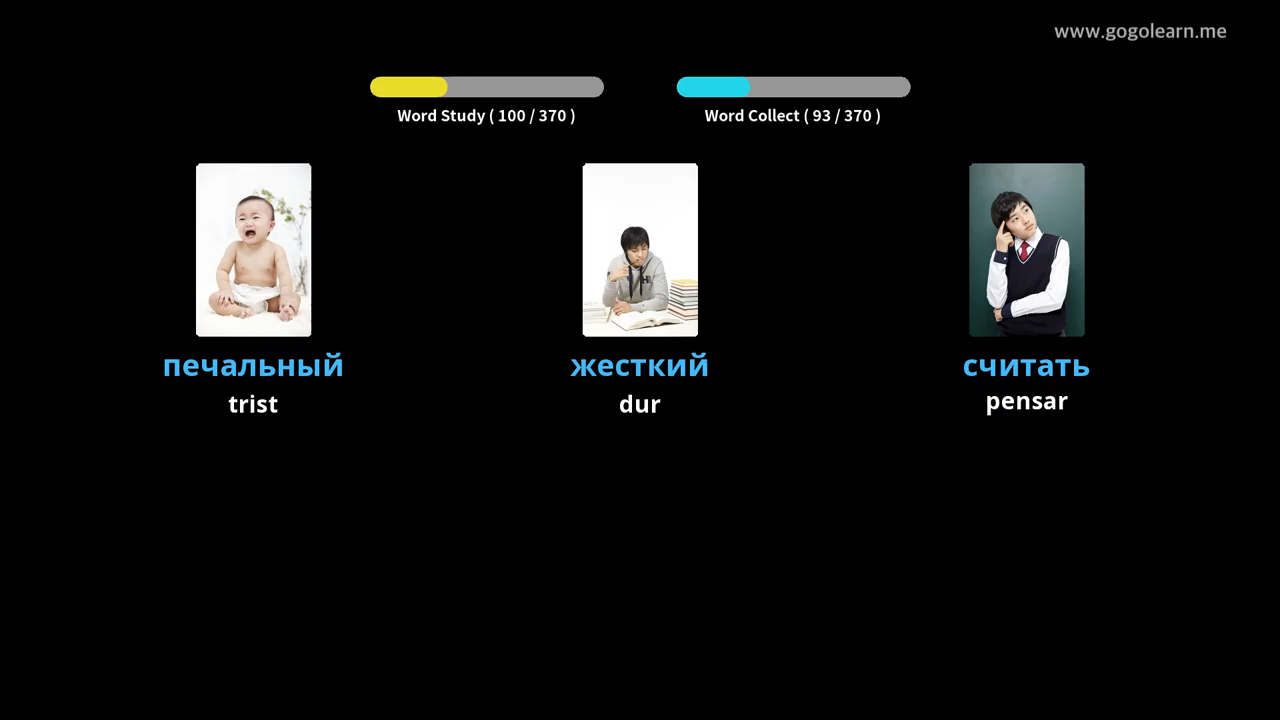 www.gogolearn.me
Word Study ( 100 / 370 )
Word Collect ( 93 / 370 )
печальный
trist
жесткий
dur
считать
pensar